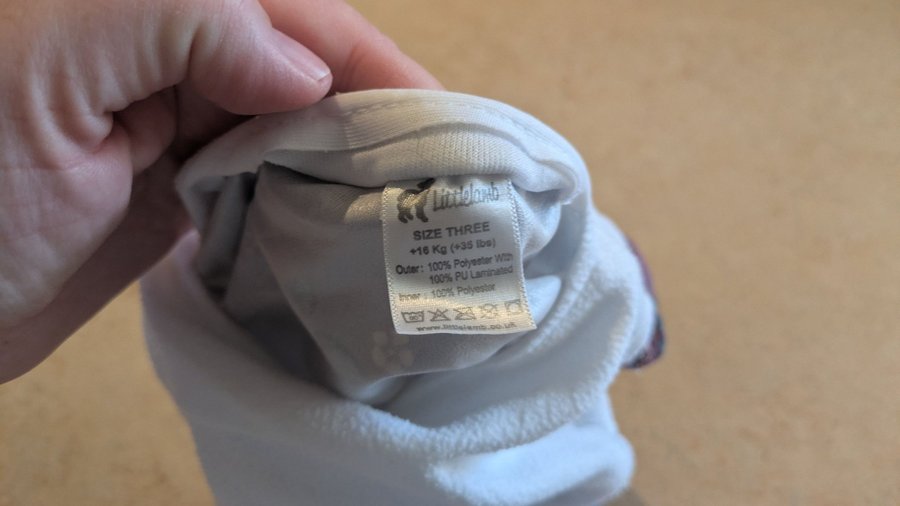 Littlelamb
SIZE THREE
+16 Kg (+35 lbs)
Outer: 100% Polyester With
100% PU Laminated
Inner: 100% Polyester
www.littlelamb.co.uk